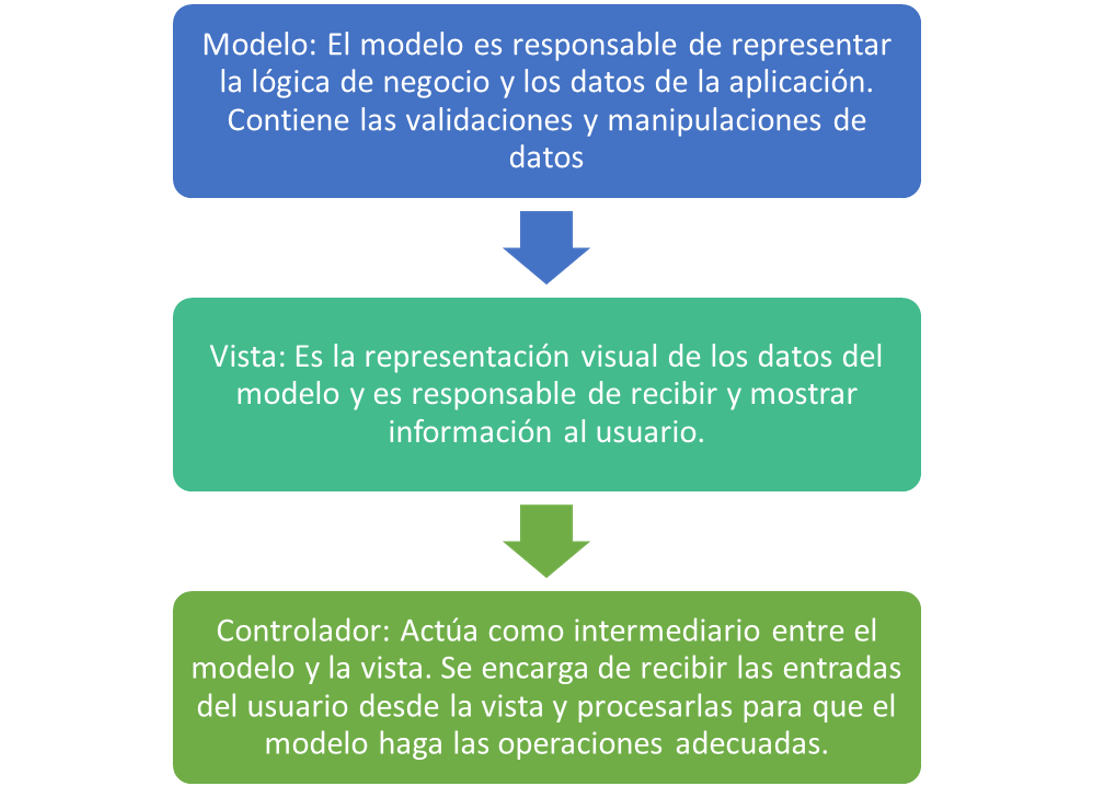 Modelo: El modelo es responsable de representar
la lógica de negocio y los datos de la aplicación.
Contiene las validaciones y manipulaciones de
datos
Vista: Es la representación visual de los datos del
modelo y es responsable de recibir y mostrar
información al usuario.
Controlador: Actúa como intermediario entre el
modelo y la vista. Se encarga de recibir las entradas
del usuario desde la vista y procesarlas para que el
modelo haga las operaciones adecuadas.